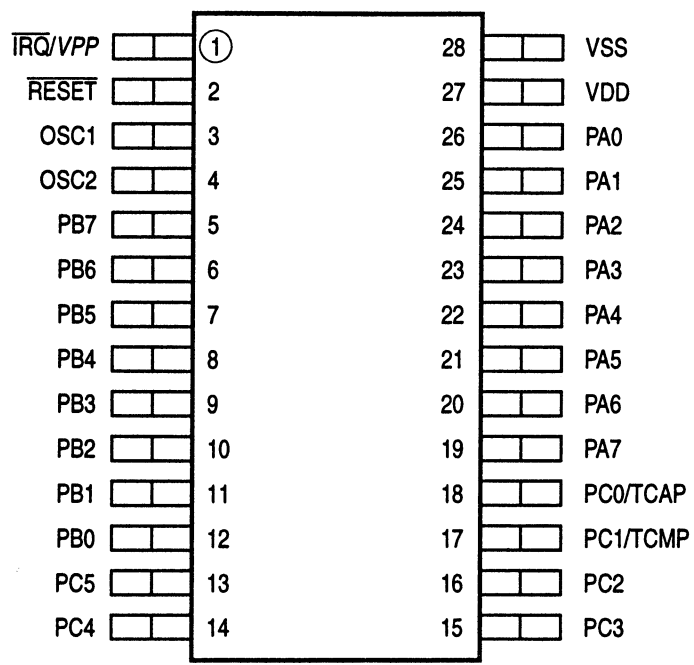 IRQ/VPP 1 28 VSS
RESET 2 27 VDD
OSC1 3 26 PA0
OSC2 4 25 PA1
PB7 5 24 PA2
PB6 6 23 PA3
PB5 7 22 PA4
PB4 8 21 PA5
PB3 9 20 PA6
PB2 10 19 PA7
PB1 11 18 PC0/TCAP
PB0 12 17 PC1/TCMP
PC5 13 16 PC2
PC4 14 15 PC3